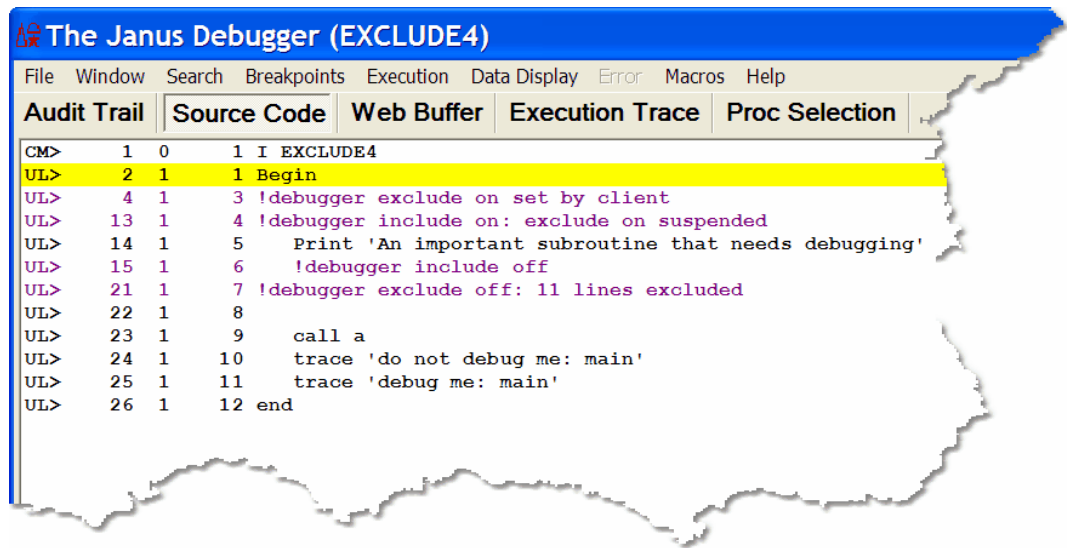 The Janus Debugger (EXCLUDE4)
File Window Search Breakpoints Execution Data Display Error Macros Help
Audit Trail Source Code Web Buffer Execution Trace Proc Selection
CM> 1 0 1 I EXCLUDE4
UL> 2 1 1 Begin
UL> 4 1 3 !debugger exclude on set by client
UL> 13 1 4 !debugger include on: exclude on suspended
UL> 14 1 5 Print 'An important subroutine that needs debugging'
UL> 15 1 6 !debugger include off
UL> 21 1 7 !debugger exclude off: 11 lines excluded
UL> 22 1 8
UL> 23 1 9 call a
UL> 24 1 10 trace 'do not debug me: main'
UL> 25 1 11 trace 'debug me: main'
UL> 26 1 12 end